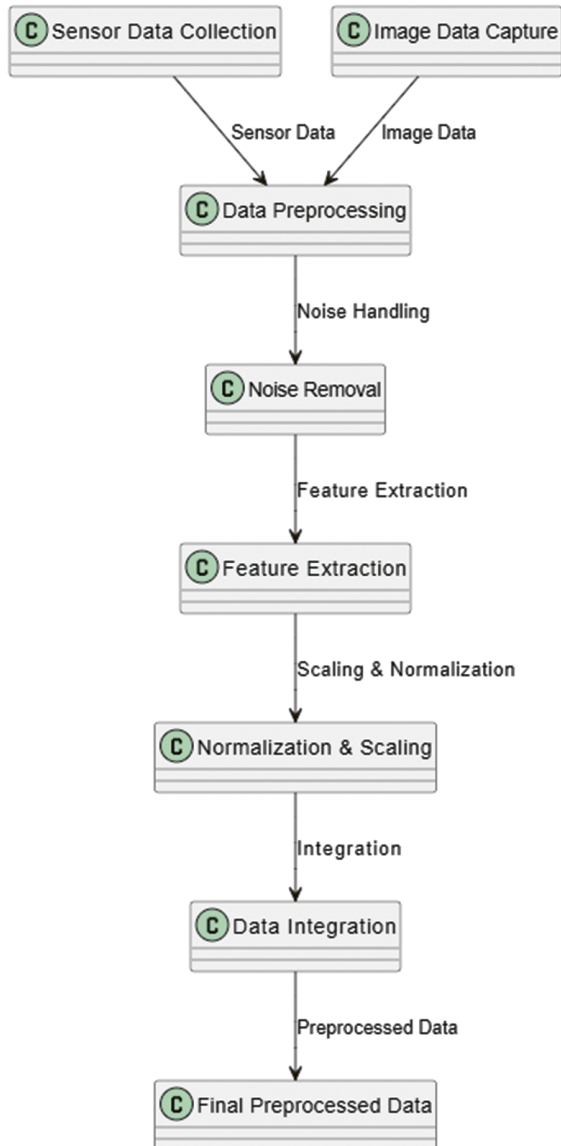 C Sensor Data Collection
C Image Data Capture
Sensor Data
Image Data
C Data Preprocessing
Noise Handling
C Noise Removal
Feature Extraction
C Feature Extraction
Scaling & Normalization
C Normalization & Scaling
Integration
C Data Integration
Preprocessed Data
C Final Preprocessed Data